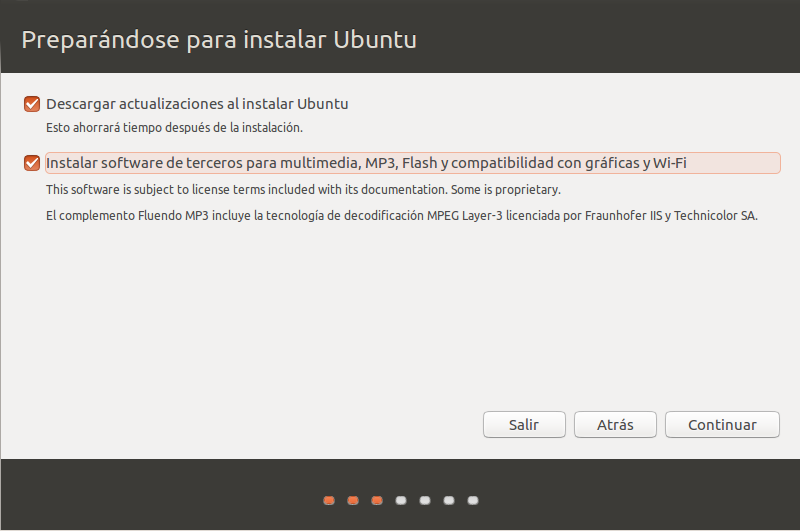 Preparándose para instalar Ubuntu
Descargar actualizaciones al instalar Ubuntu
Esto ahorrará tiempo después de la instalación.
Instalar software de terceros para multimedia, MP3, Flash y compatibilidad con gráficas y Wi-Fi
This software is subject to license terms included with its documentation. Some is proprietary.
El complemento Fluendo MP3 incluye la tecnología de decodificación MPEG Layer-3 licenciada por Fraunhofer IIS y Technicolor SA.
Salir
Atrás
Continuar